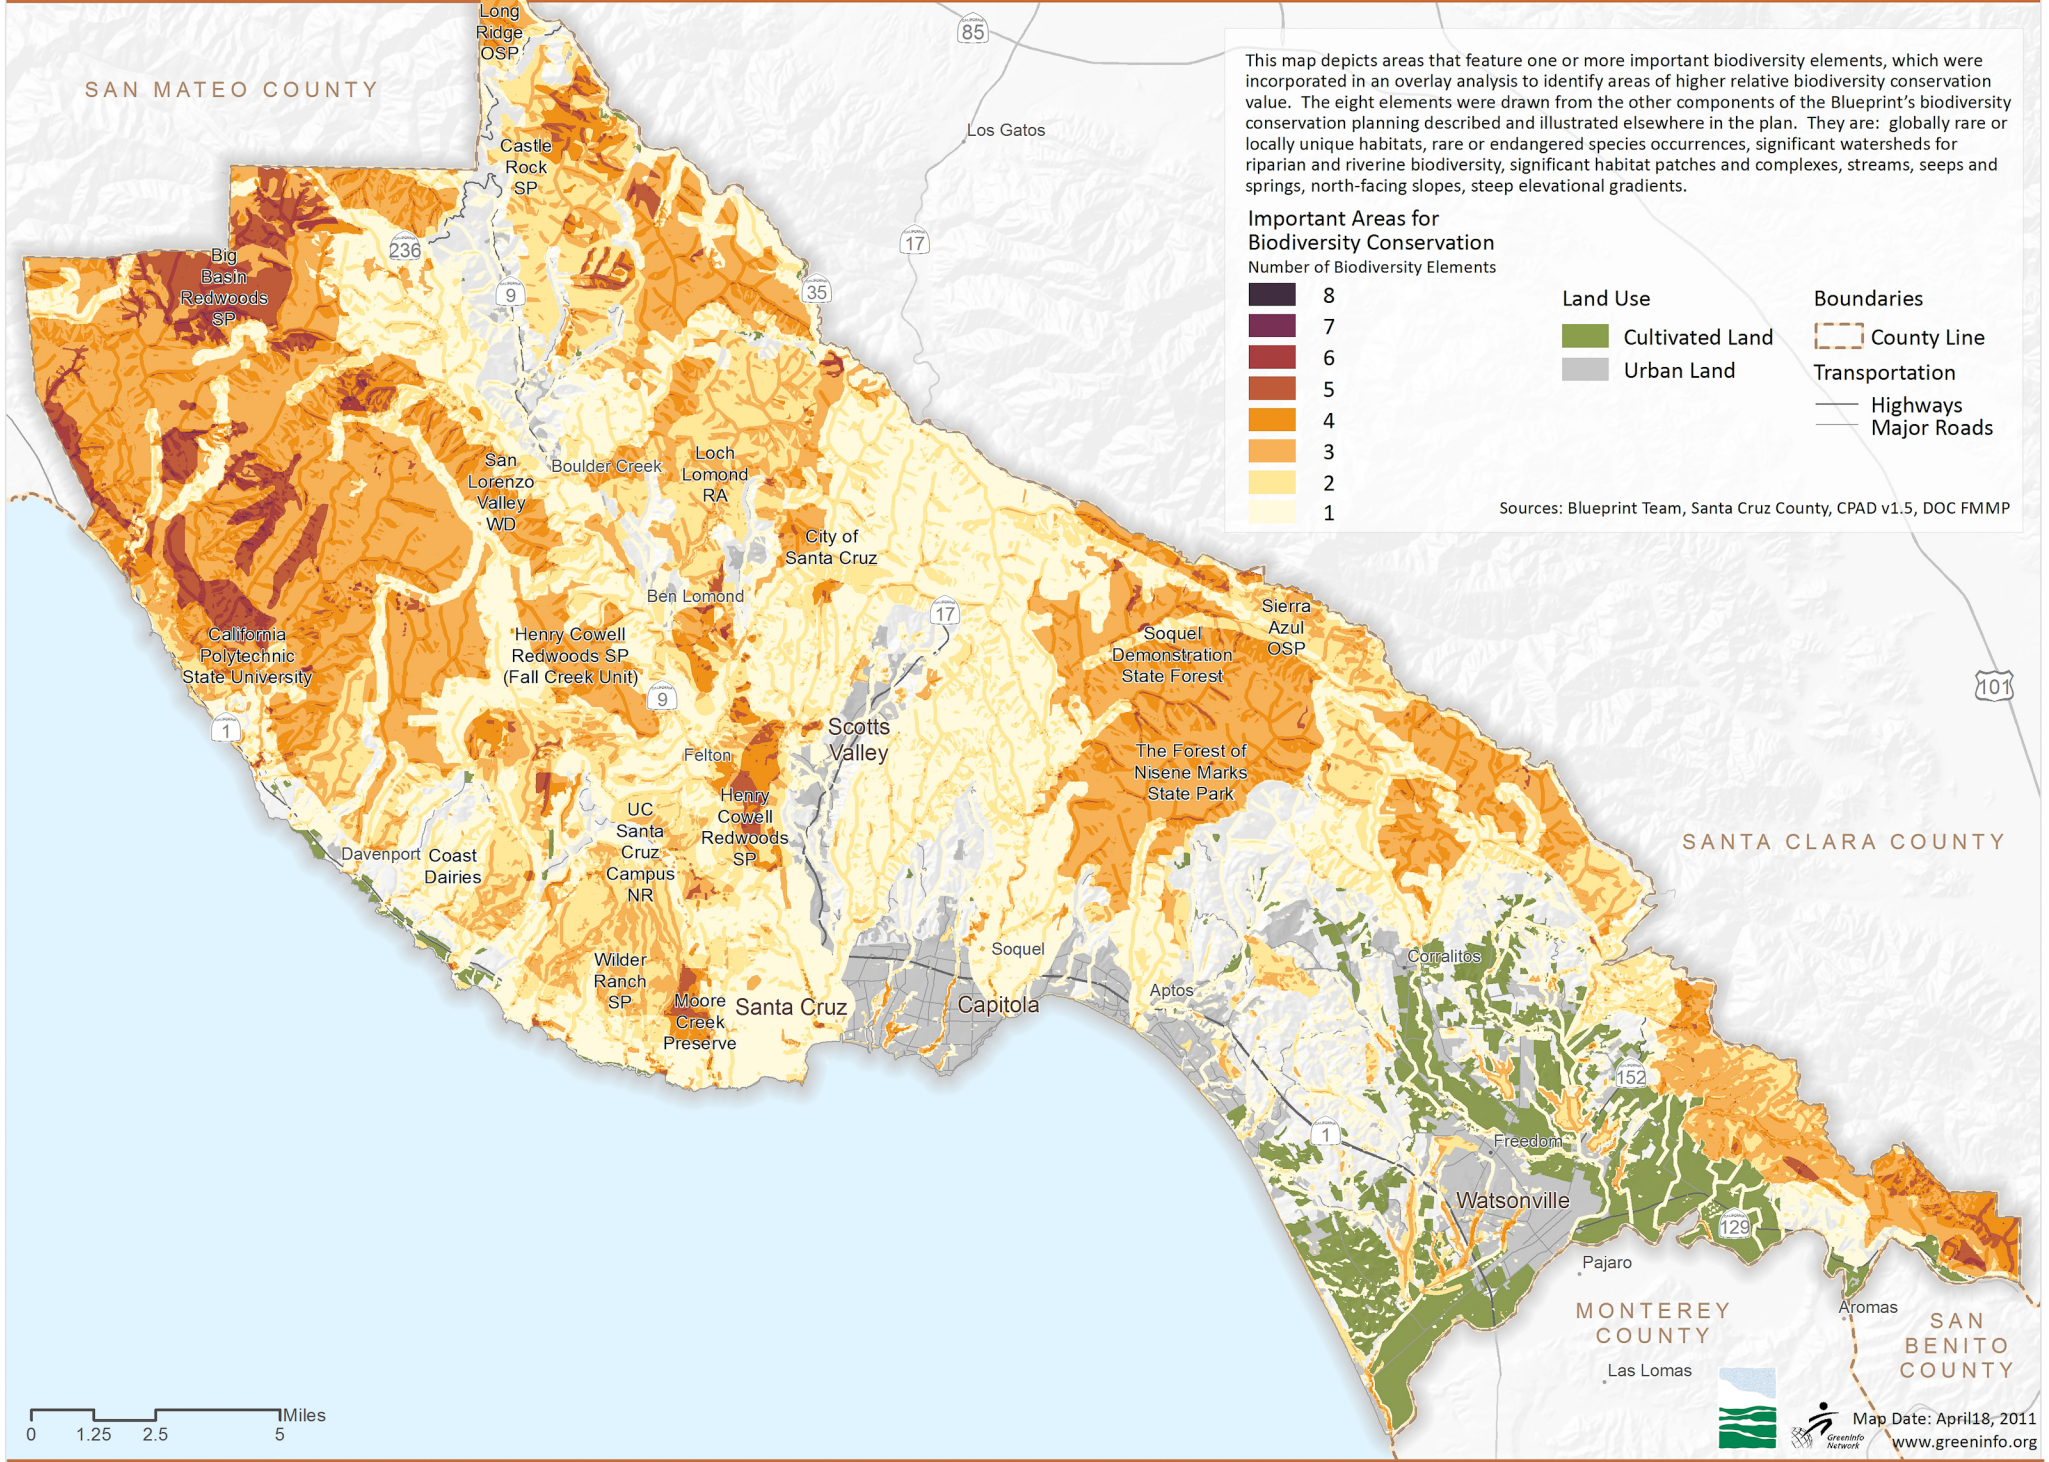 Long
Ridge
OSP
85
SAN MATEO COUNTY
This map depicts areas that feature one or more important biodiversity elements, which were
incorporated in an overlay analysis to identify areas of higher relative biodiversity conservation
value.  The eight elements were drawn from the other components of the Blueprint's biodiversity
conservation planning described and illustrated elsewhere in the plan.  They are:  globally rare or
locally unique habitats, rare or endangered species occurrences, significant watersheds for
riparian and riverine biodiversity, significant habitat patches and complexes, streams, seeps and
springs, north-facing slopes, steep elevational gradients.
Important Areas for
Biodiversity Conservation
Number of Biodiversity Elements
8
7
6
5
4
3
2
1
Land Use
Cultivated Land
Urban Land
Boundaries
County Line
Transportation
Highways
Major Roads
Sources: Blueprint Team, Santa Cruz County, CPAD v1.5, DOC FMMP
Los Gatos
Castle
Rock
SP
236
17
Big
Basin
Redwoods
SP
9
35
San
Lorenzo
Valley
WD
Boulder Creek
Loch
Lomond
RA
City of
Santa Cruz
Ben Lomond
17
Sierra
Azul
OSP
California
Polytechnic
State University
Henry Cowell
Redwoods SP
(Fall Creek Unit)
Soquel
Demonstration
State Forest
9
101
1
Scotts
Valley
Felton
The Forest of
Nisene Marks
State Park
Henry
Cowell
Redwoods
SP
UC
Santa
Cruz
Campus
NR
SANTA CLARA COUNTY
Davenport
Coast
Dairies
Soquel
Corralitos
Wilder
Ranch
SP
Moore
Creek
Preserve
Santa Cruz
Capitola
Aptos
152
1
Freedom
Watsonville
129
Pajaro
MONTEREY
COUNTY
Aromas
SAN
BENITO
COUNTY
Las Lomas
Miles
0
1.25
2.5
5
GreenInfo
Network
Map Date: April18, 2011
www.greeninfo.org